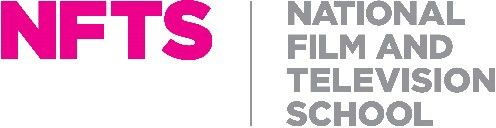 NFTS
NATIONAL
FILM AND
TELEVISION
SCHOOL